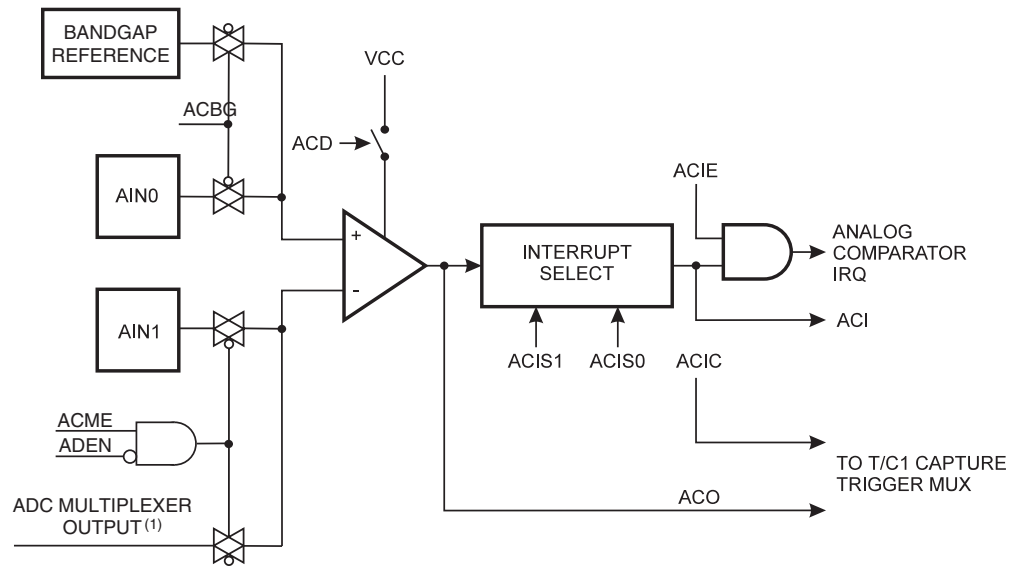 BANDGAP
REFERENCE
VCC
ACBG
ACD
AIN0
ACIE
+
INTERRUPT
SELECT
ANALOG
COMPARATOR
IRQ
-
AIN1
ACI
ACIS1
ACIS0
ACIC
ACME
ADEN
TO T/C1 CAPTURE
TRIGGER MUX
ACO
ADC MULTIPLEXER
OUTPUT (1)